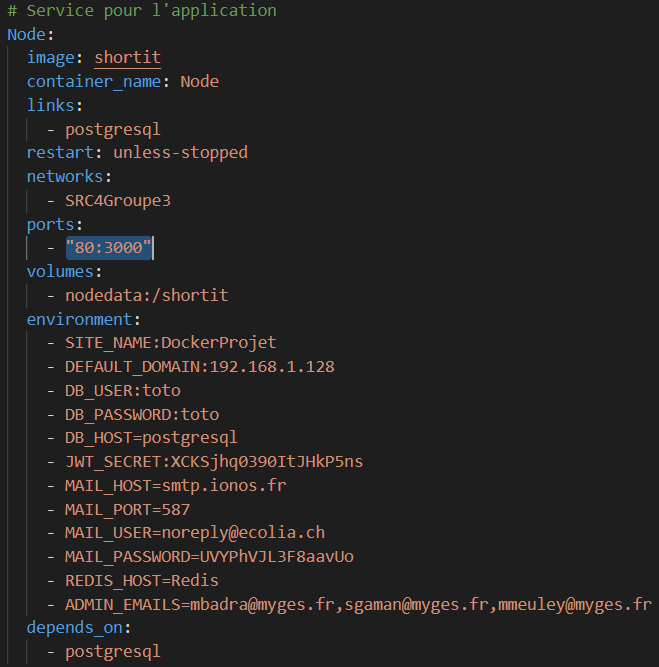 # Service pour l'application
Node:
image: shortit
container_name: Node
links:
- postgresql
restart: unless-stopped
networks:
- SRC4Groupe3
ports:
- "80:3000"
volumes:
- nodedata:/shortit
environment:
- SITE_NAME:DockerProjet
- DEFAULT_DOMAIN:192.168.1.128
- DB_USER:toto
- DB_PASSWORD:toto
- DB_HOST=postgresql
- JWT_SECRET:XCKSjhq0390ItJHkP5ns
- MAIL_HOST=smtp.ionos.fr
- MAIL_PORT=587
- MAIL_USER=noreply@ecolia.ch
- MAIL_PASSWORD=UVYPhVJL3F8aavUo
- REDIS_HOST=Redis
- ADMIN_EMAILS=mbadra@myges.fr,sgaman@myges.fr,mmeuley@myges.fr
depends_on:
- postgresql